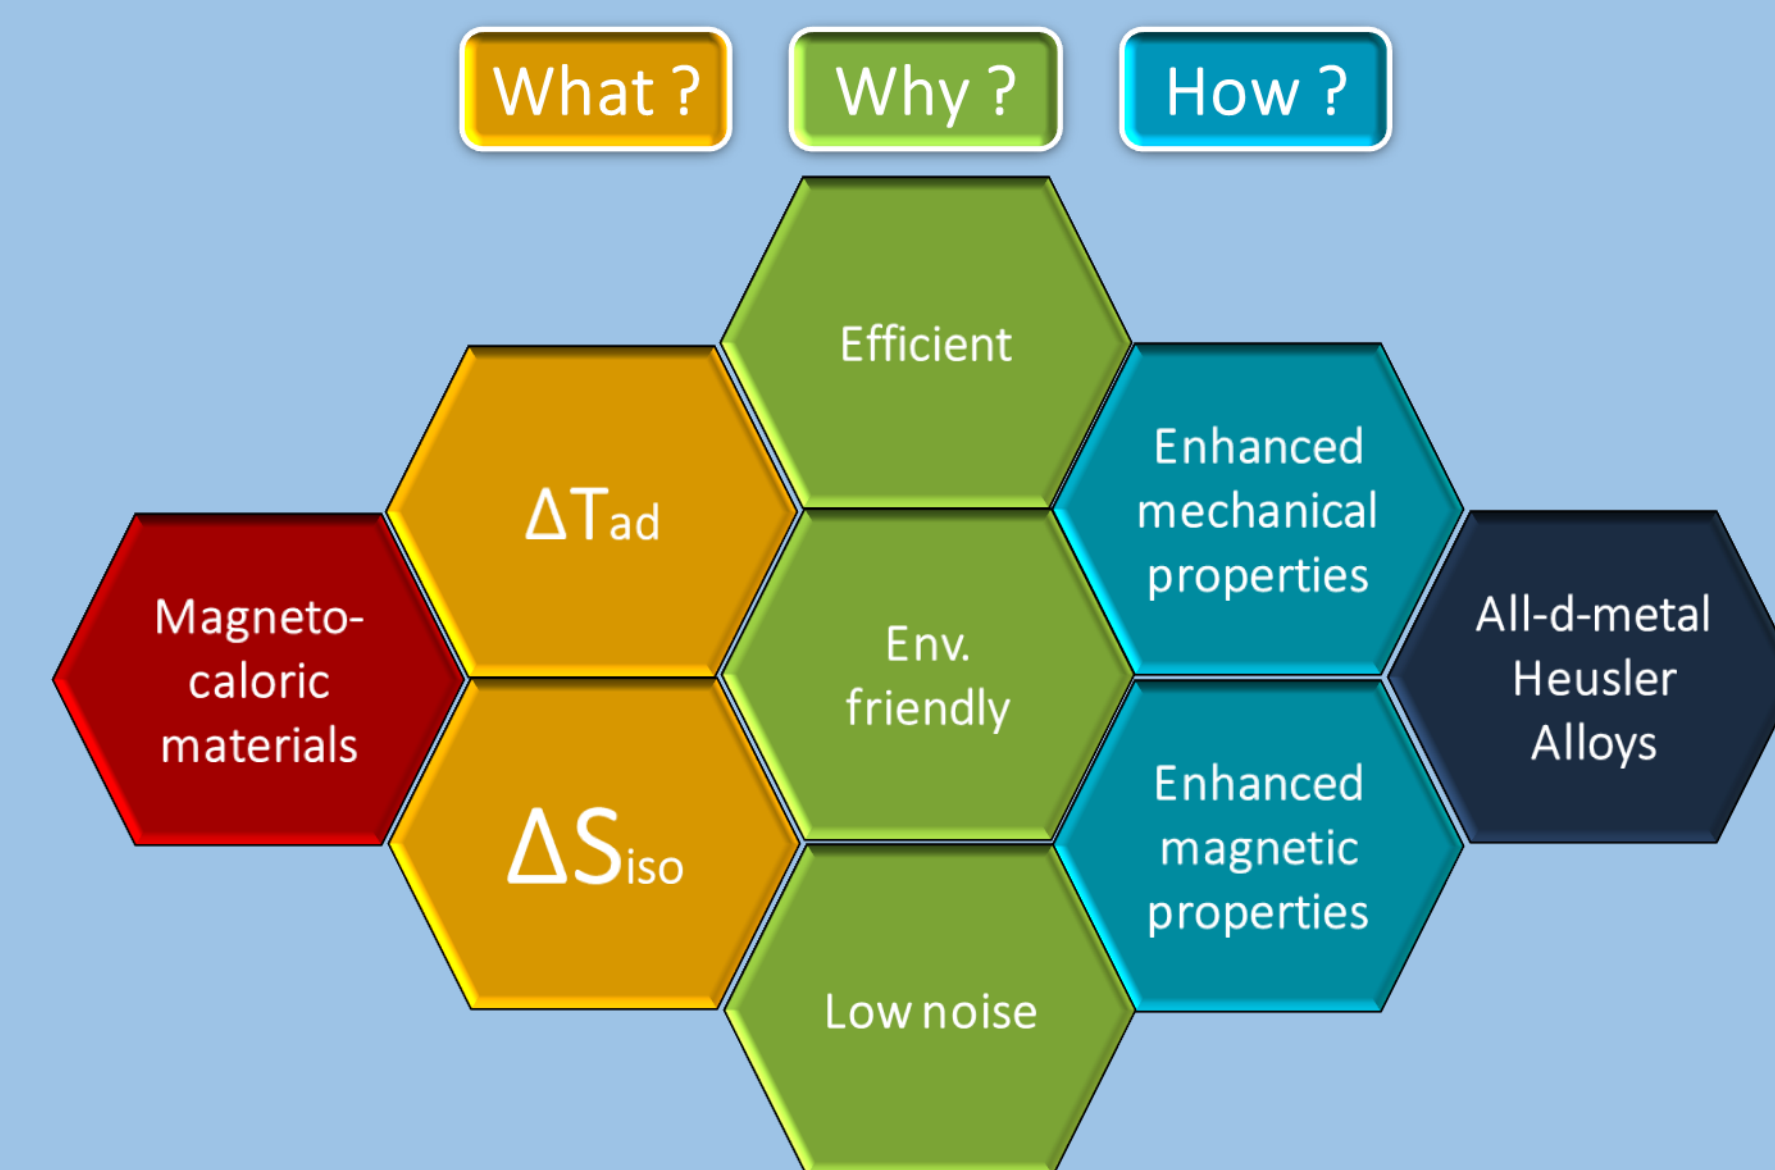 What ?
Why ?
How ?
Efficient
ΔTad
Enhanced
mechanical
properties
Magneto-
caloric
materials
Env.
friendly
All-d-metal
Heusler
Alloys
ΔSiso
Enhanced
magnetic
properties
Low noise